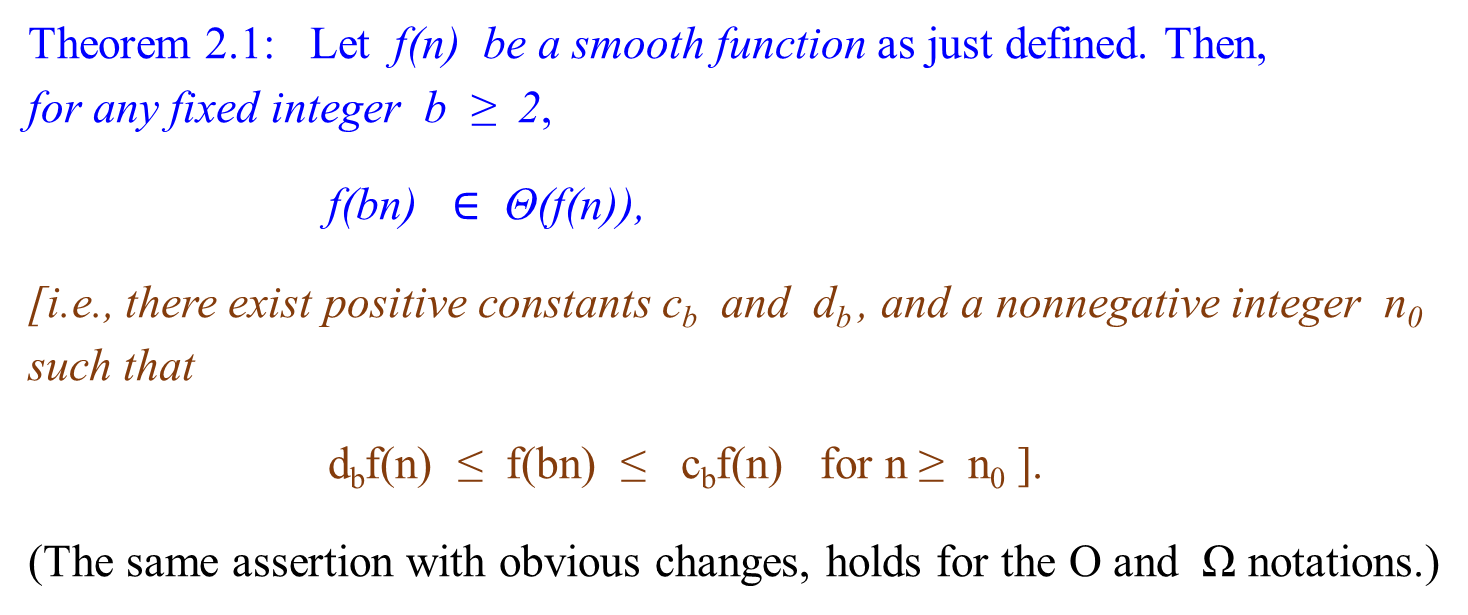 Theorem 2.1: Let f(n) be a smooth function as just defined. Then,
for any fixed integer b ≥ 2,
f(bn) ∈ Θ(f(n)),
[i.e., there exist positive constants c_b and d_b, and a nonnegative integer n_0
such that
d_bf(n) ≤ f(bn) ≤ c_bf(n) for n ≥ n_0 ].
(The same assertion with obvious changes, holds for the O and Ω notations.)